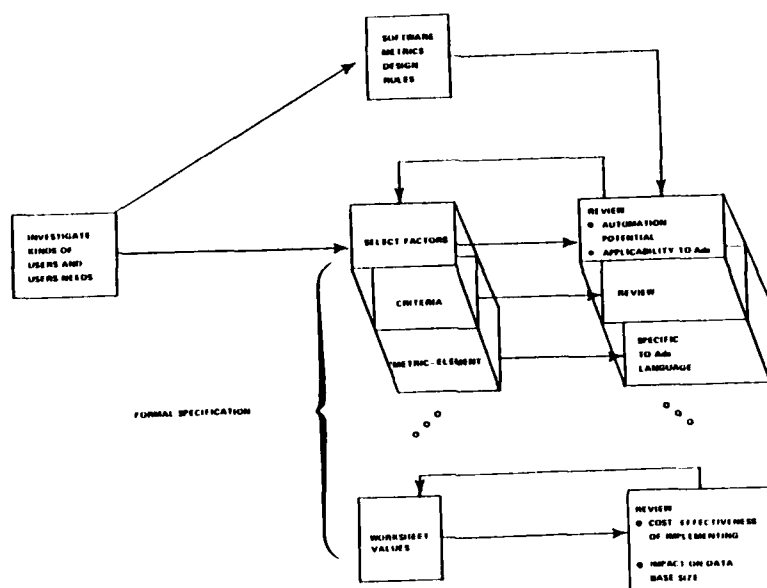 SOFTWARE
METRICS
DESIGN
RULES
INVESTIGATE
KINDS OF
USERS AND
USERS NEEDS
SELECT FACTORS
REVIEW
● AUTOMATION
POTENTIAL
● APPLICABILITY TO Ada
CRITERIA
REVIEW
METRIC-ELEMENT
SPECIFIC
TO Ada
LANGUAGE
FORMAL SPECIFICATION
WORKSHEET
VALUES
REVIEW
● COST EFFECTIVENESS
OF IMPLEMENTING
● IMPACT ON DATA
BASE SIZE